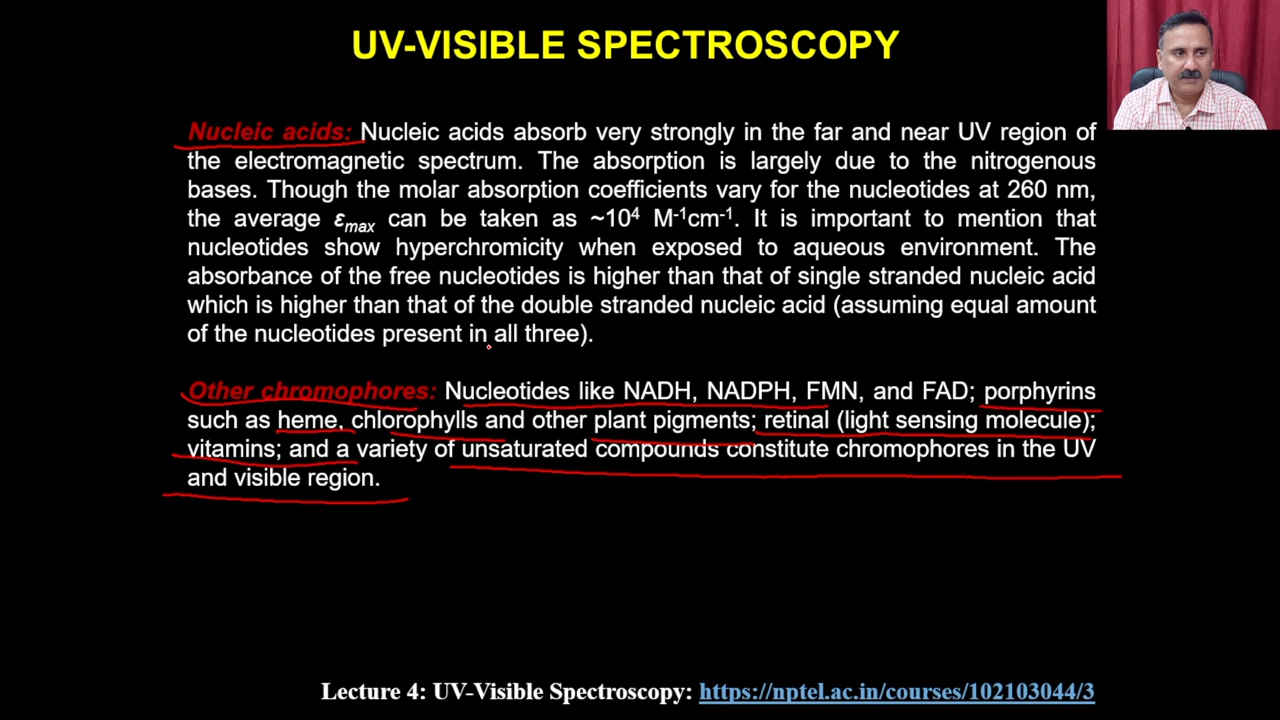 UV-VISIBLE SPECTROSCOPY
Nucleic acids: Nucleic acids absorb very strongly in the far and near UV region of
the electromagnetic spectrum. The absorption is largely due to the nitrogenous
bases. Though the molar absorption coefficients vary for the nucleotides at 260 nm,
the average εmax can be taken as ~10⁴ M⁻¹cm⁻¹. It is important to mention that
nucleotides show hyperchromicity when exposed to aqueous environment. The
absorbance of the free nucleotides is higher than that of single stranded nucleic acid
which is higher than that of the double stranded nucleic acid (assuming equal amount
of the nucleotides present in all three).
Other chromophores: Nucleotides like NADH, NADPH, FMN, and FAD; porphyrins
such as heme, chlorophylls and other plant pigments; retinal (light sensing molecule);
vitamins; and a variety of unsaturated compounds constitute chromophores in the UV
and visible region.
Lecture 4: UV-Visible Spectroscopy: https://nptel.ac.in/courses/102103044/3